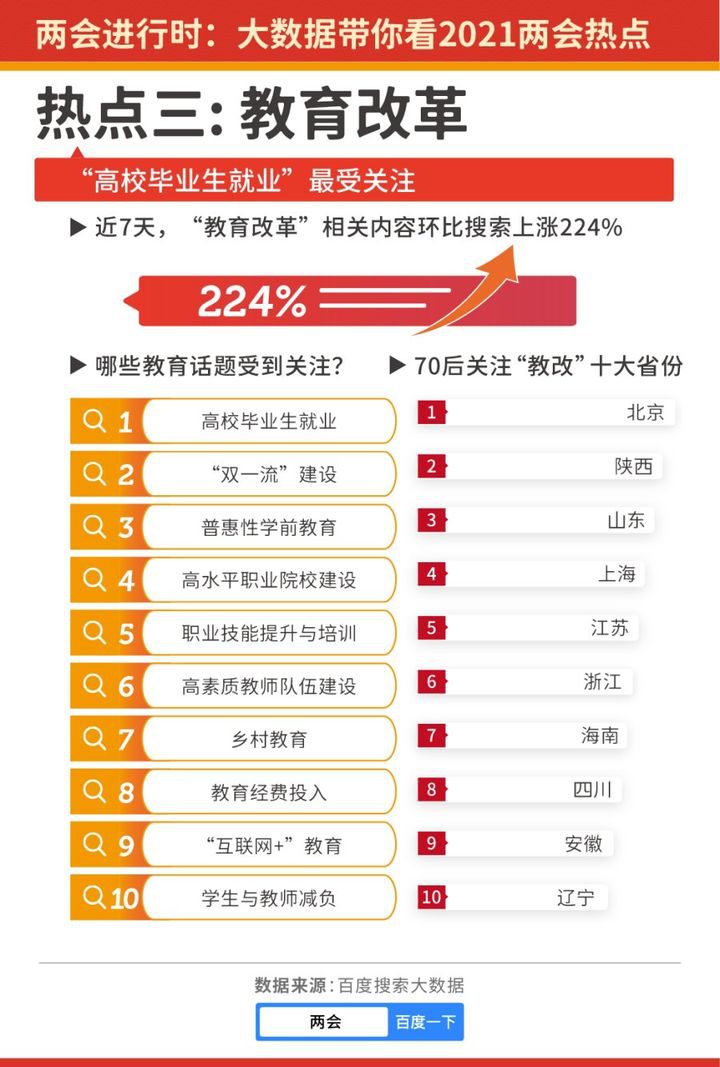 两会进行时：大数据带你看2021两会热点
热点三：教育改革
“高校毕业生就业”最受关注
▶ 近7天，“教育改革”相关内容环比搜索上涨224%
224%
▶ 哪些教育话题受到关注？
1 高校毕业生就业
2 “双一流”建设
3 普惠性学前教育
4 高水平职业院校建设
5 职业技能提升与培训
6 高素质教师队伍建设
7 乡村教育
8 教育经费投入
9 “互联网+”教育
10 学生与教师减负
▶ 70后关注“教改”十大省份
1 北京
2 陕西
3 山东
4 上海
5 江苏
6 浙江
7 海南
8 四川
9 安徽
10 辽宁
数据来源：百度搜索大数据
两会 百度一下